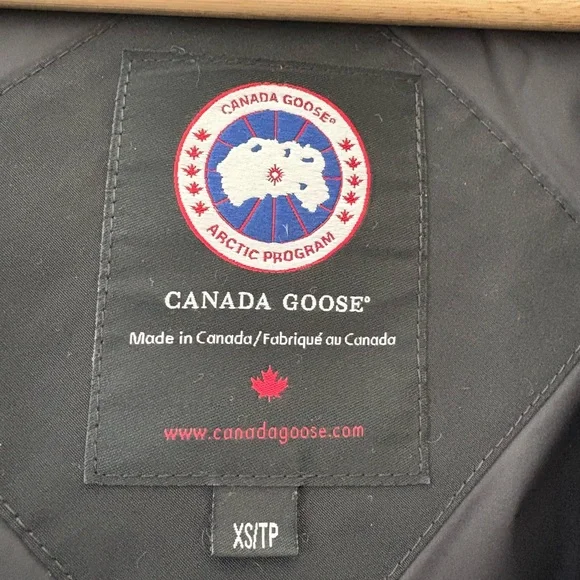 CANADA GOOSE®
ARCTIC PROGRAM
CANADA GOOSE®
Made in Canada/Fabriqué au Canada
www.canadagoose.com
XS/TP